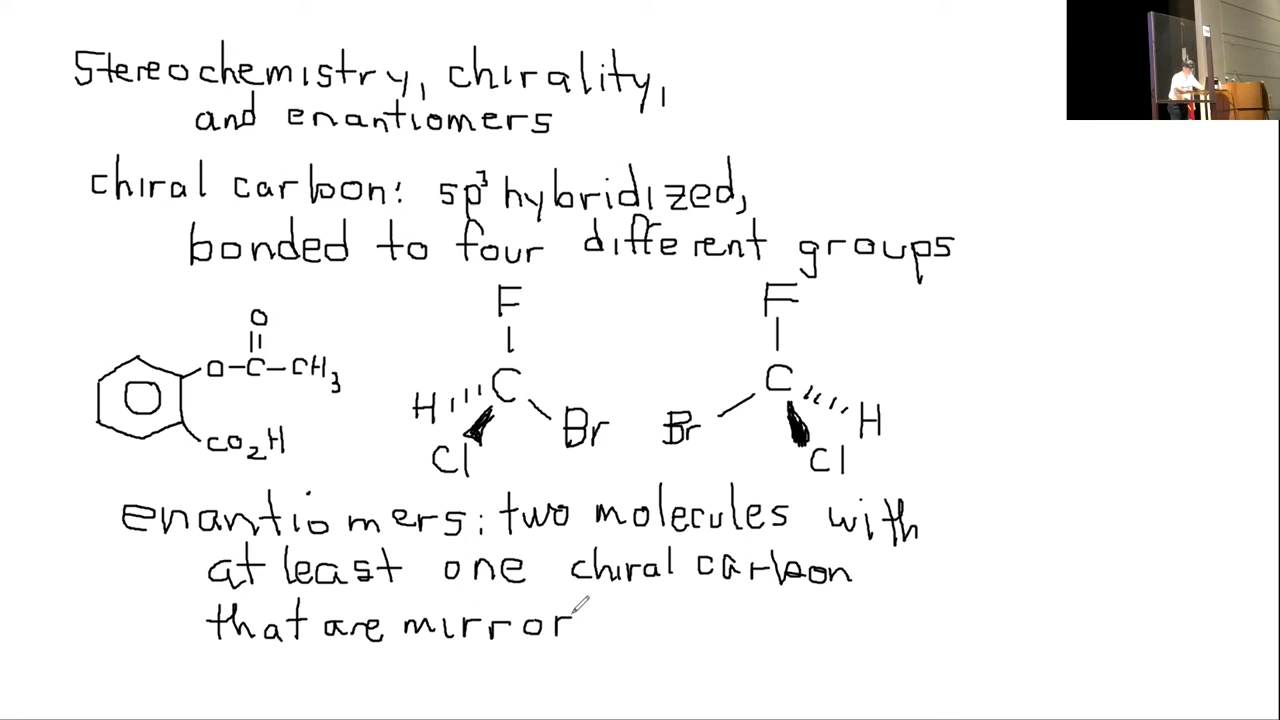 Stereochemistry, chirality,
and enantiomers
chiral carbon: sp³ hybridized,
bonded to four different groups
O
||
O-C-CH3
CO2H
F
C
H
Br
Cl
F
C
Br
H
Cl
enantiomers: two molecules with
at least one chiral carbon
that are mirror